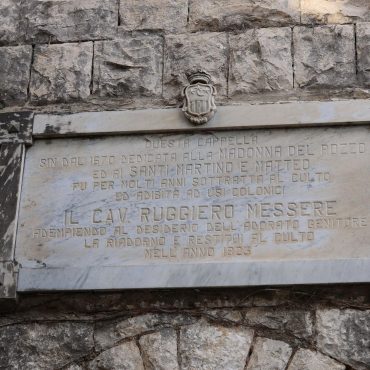 QUESTA CAPPELLA
SIN DAL 1670 DEDICATA ALLA MADONNA DEL POZZO
ED AI SANTI MARTINO E MATTEO
FU PER MOLTI ANNI SOTTRATTA AL CULTO
ED ADIBITA AD USI COLONICI
IL CAV. RUGGIERO MESSERE
ADEMPIENDO AL DESIDERIO DELL'ADORATO GENITORE
LA RIADORNO E RESTITUI AL CULTO
NELL'ANNO